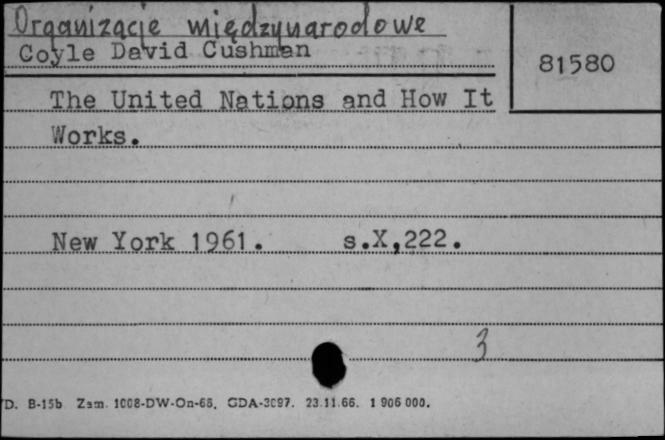 Organizacje międzynarodowe
Coyle David Cushman
81580
The United Nations and How It
Works.
New York 1961. s.X,222.
3
D. B-15b Zam. 1008-DW-On-66. GDA-3097. 23.11.66. 1 906 000.